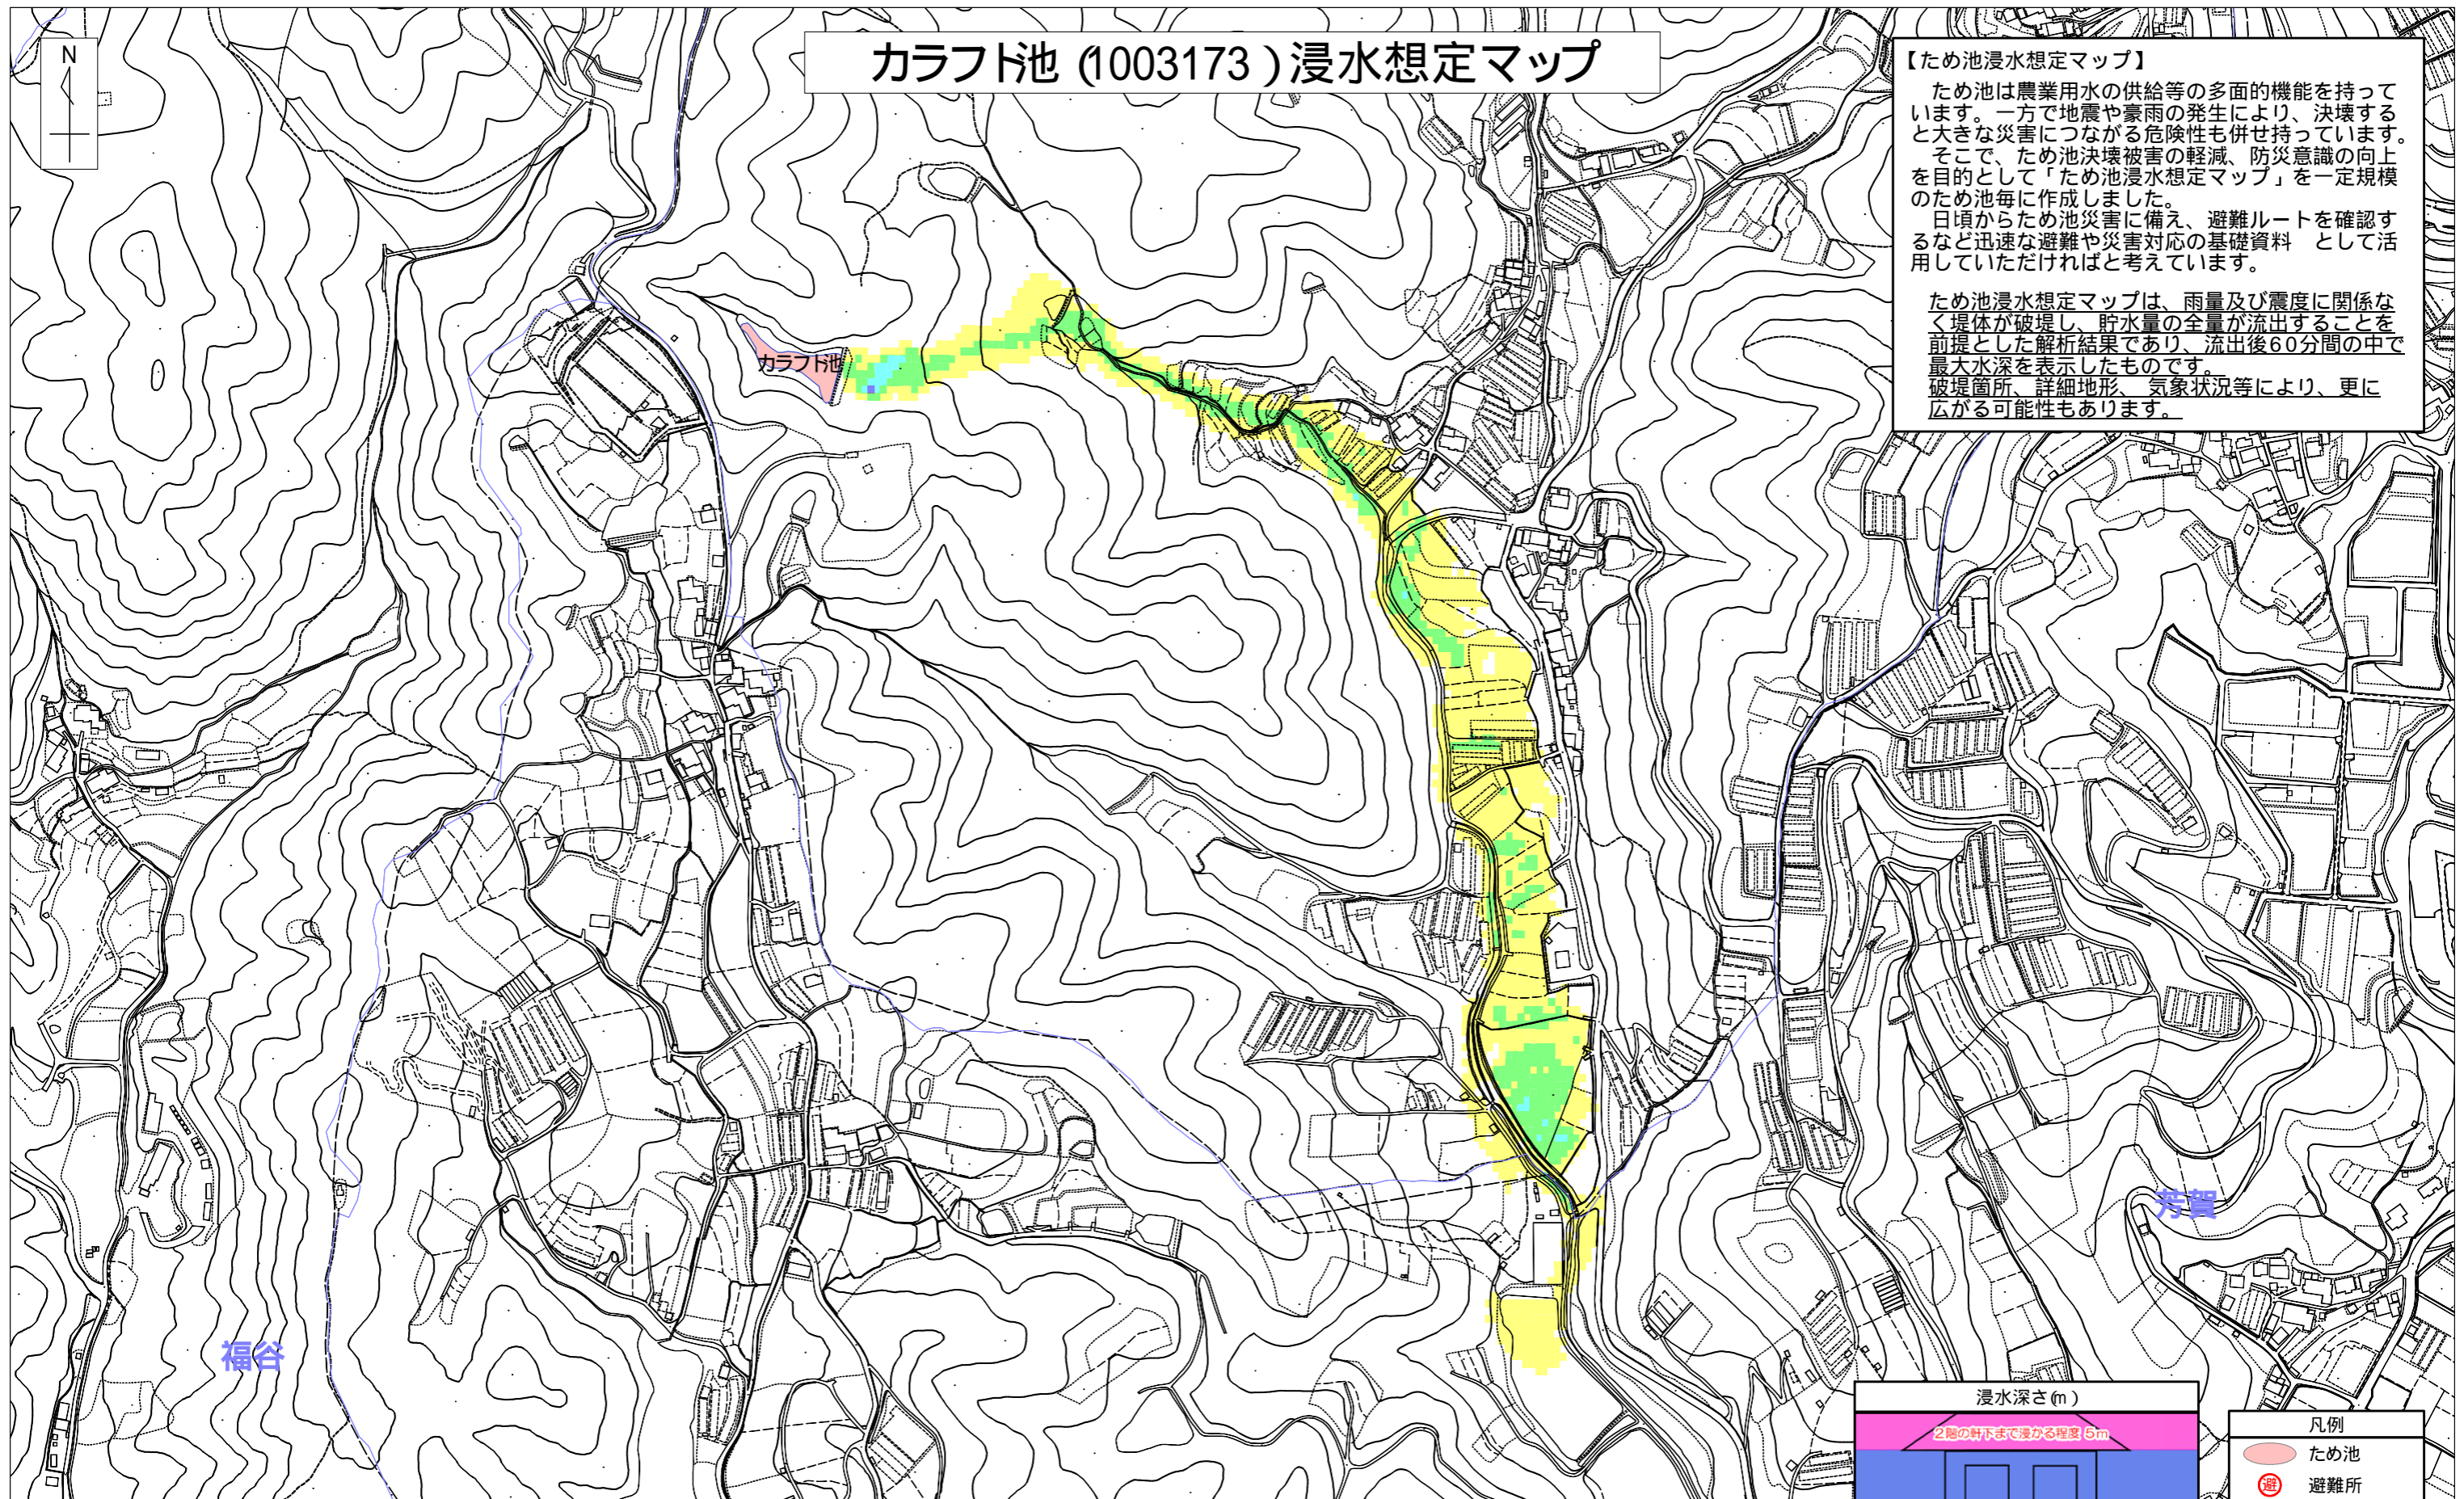 N
カラフト池 (1003173) 浸水想定マップ
【ため池浸水想定マップ】
ため池は農業用水の供給等の多面的機能を持って
います。一方で地震や豪雨の発生により、決壊する
と大きな災害につながる危険性も併せ持っています。
そこで、ため池決壊被害の軽減、防災意識の向上
を目的として「ため池浸水想定マップ」を一定規模
のため池毎に作成しました。
日頃からため池災害に備え、避難ルートを確認す
るなど迅速な避難や災害対応の基礎資料 として活
用していただければと考えています。
ため池浸水想定マップは、雨量及び震度に関係な
く堤体が破堤し、貯水量の全量が流出することを
前提とした解析結果であり、流出後60分間の中で
最大水深を表示したものです。
破堤箇所、詳細地形、気象状況等により、更に
広がる可能性もあります。
カラフト池
芳賀
福谷
浸水深さ(m)
2階の軒下まで浸かる程度 5m
凡例
ため池
避 避難所